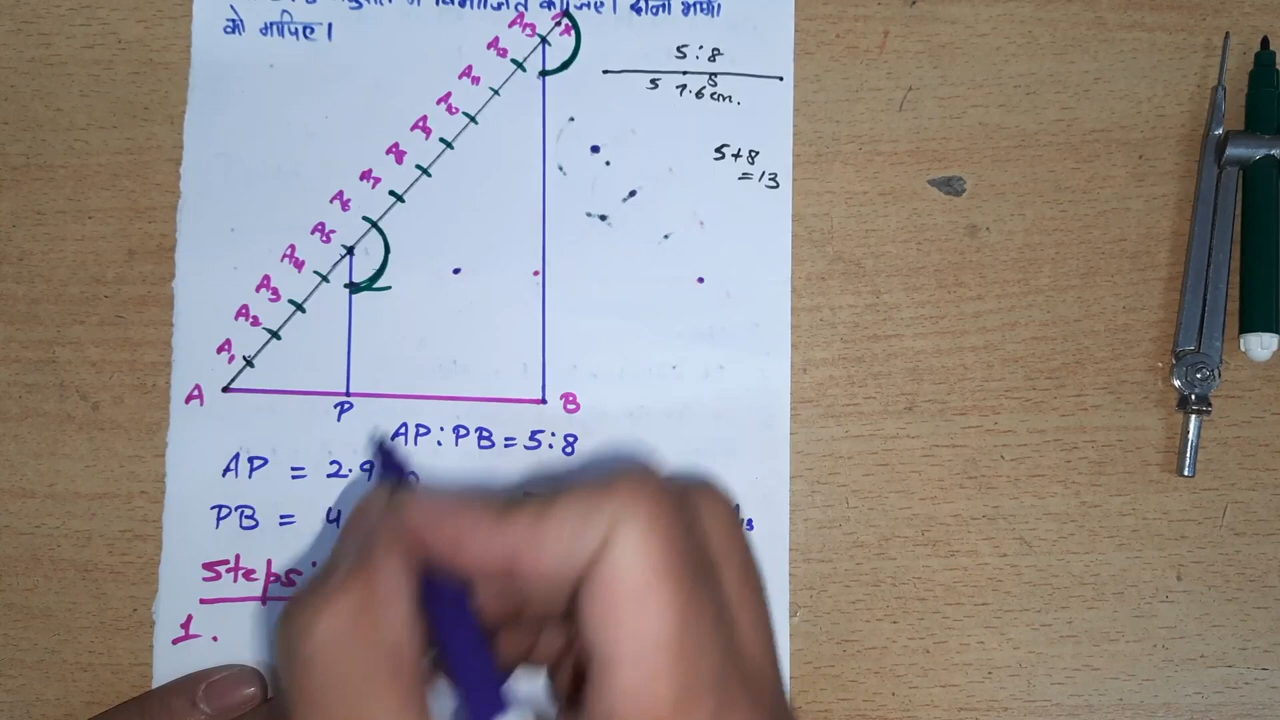 में विभाजित कीजिए। दोनों भागों
को मापिए।
A13 X
A12
A11
A10
A9
A8
A7
A6
A5
A4
A3
A2
A1
A P B
5:8
5 8
7.6 cm.
5+8
=13
AP:PB=5:8
AP = 2.9
PB = 4
Steps:
1.